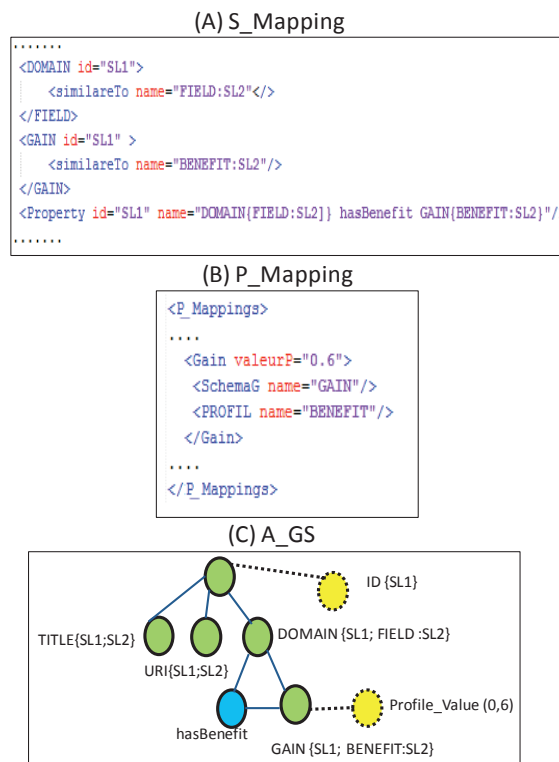 (A) S_Mapping
.......
<DOMAIN id="SL1">
<similareTo name="FIELD:SL2"</>
</FIELD>
<GAIN id="SL1" >
<similareTo name="BENEFIT:SL2"/>
</GAIN>
<Property id="SL1" name="DOMAIN{FIELD:SL2]} hasBenefit GAIN{BENEFIT:SL2}"/
.......
(B) P_Mapping
<P_Mappings>
....
<Gain valeurP="0.6">
<SchemaG name="GAIN"/>
<PROFIL name="BENEFIT"/>
</Gain>
....
</P_Mappings>
(C) A_GS
ID {SL1}
TITLE{SL1;SL2}
DOMAIN {SL1; FIELD :SL2}
URI{SL1;SL2}
Profile_Value (0,6)
hasBenefit
GAIN {SL1; BENEFIT:SL2}